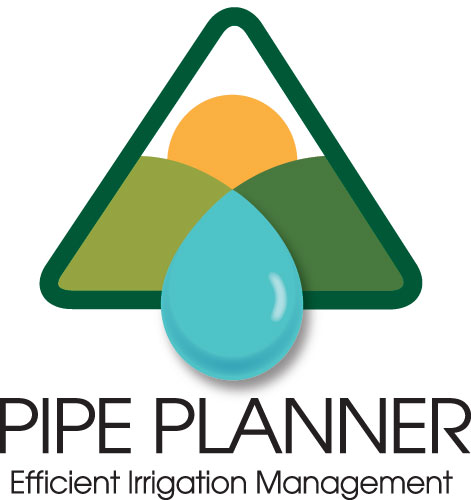 PIPE PLANNER
Efficient Irrigation Management